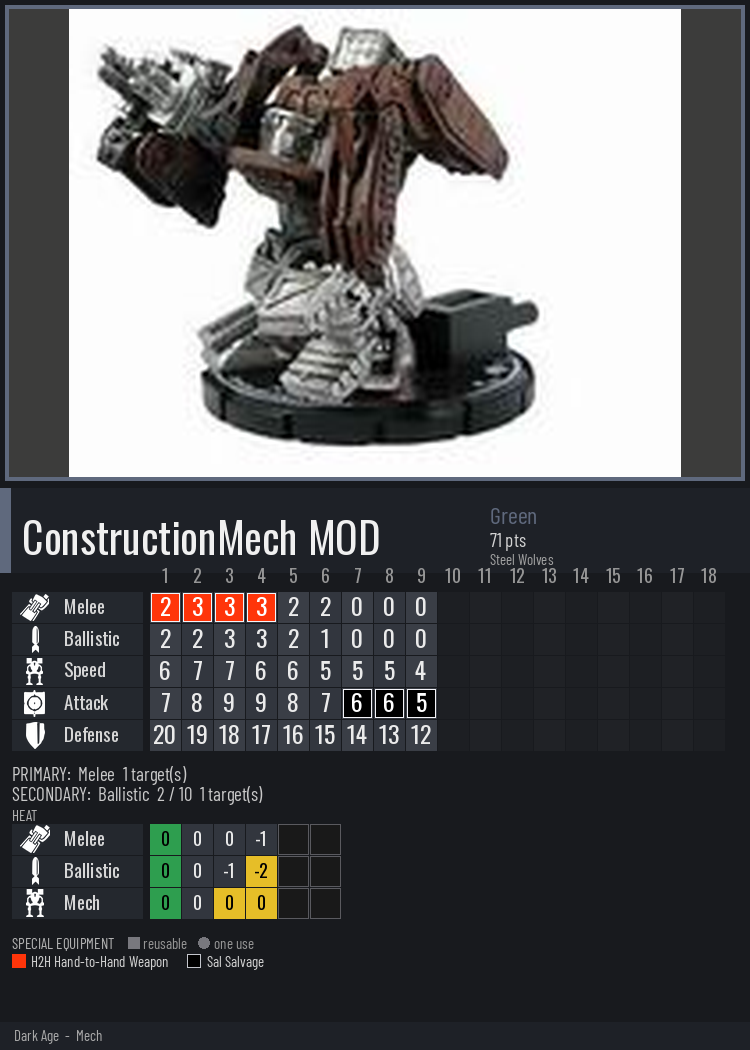 ConstructionMech MOD
Green
71 pts
Steel Wolves
1 2 3 4 5 6 7 8 9 10 11 12 13 14 15 16 17 18
Melee 2 3 3 3 2 2 0 0 0
Ballistic 2 2 3 3 2 1 0 0 0
Speed 6 7 7 6 6 5 5 5 4
Attack 7 8 9 9 8 7 6 6 5
Defense 20 19 18 17 16 15 14 13 12
PRIMARY: Melee 1 target(s)
SECONDARY: Ballistic 2 / 10 1 target(s)
HEAT
Melee 0 0 0 -1
Ballistic 0 0 -1 -2
Mech 0 0 0 0
SPECIAL EQUIPMENT reusable one use
H2H Hand-to-Hand Weapon Sal Salvage
Dark Age - Mech